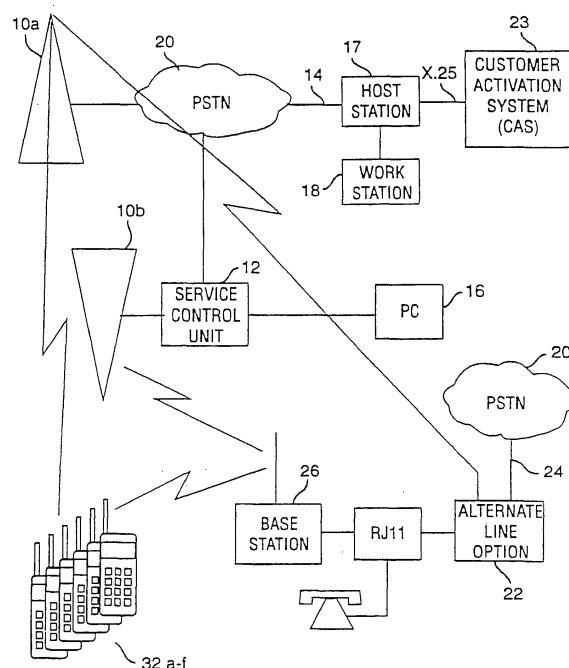 10a
20
PSTN
14
17
HOST
STATION
X.25
23
CUSTOMER
ACTIVATION
SYSTEM
(CAS)
18
WORK
STATION
10b
12
SERVICE
CONTROL
UNIT
PC
16
20
PSTN
24
26
BASE
STATION
RJ11
ALTERNATE
LINE
OPTION
22
32 a-f